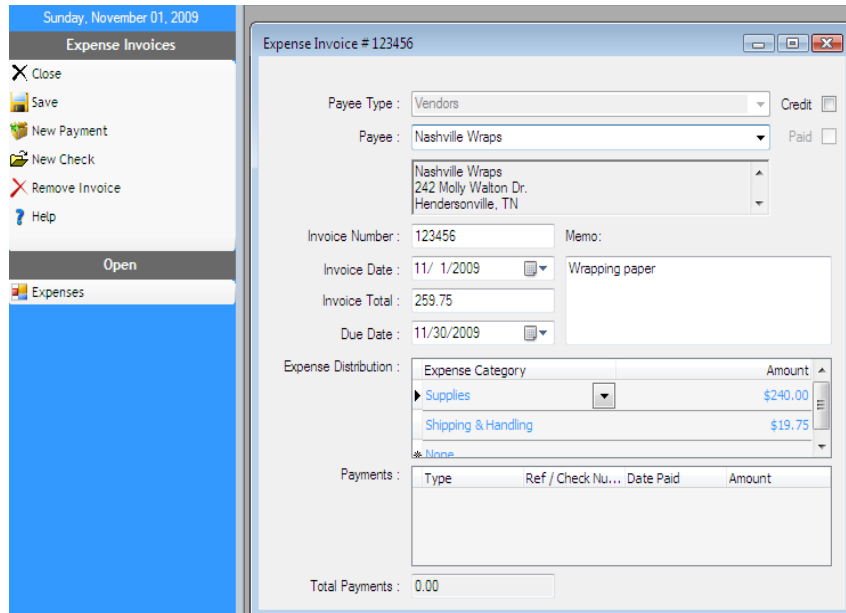 Sunday, November 01, 2009
Expense Invoices
Close
Save
New Payment
New Check
Remove Invoice
Help
Open
Expenses
Expense Invoice # 123456
Payee Type : Vendors Credit
Payee : Nashville Wraps Paid
Nashville Wraps
242 Molly Walton Dr.
Hendersonville, TN
Invoice Number : 123456 Memo:
Invoice Date : 11/ 1/2009 Wrapping paper
Invoice Total : 259.75
Due Date : 11/30/2009
Expense Distribution : Expense Category Amount
Supplies $240.00
Shipping & Handling $19.75
None
Payments : Type Ref / Check Nu... Date Paid Amount
Total Payments : 0.00